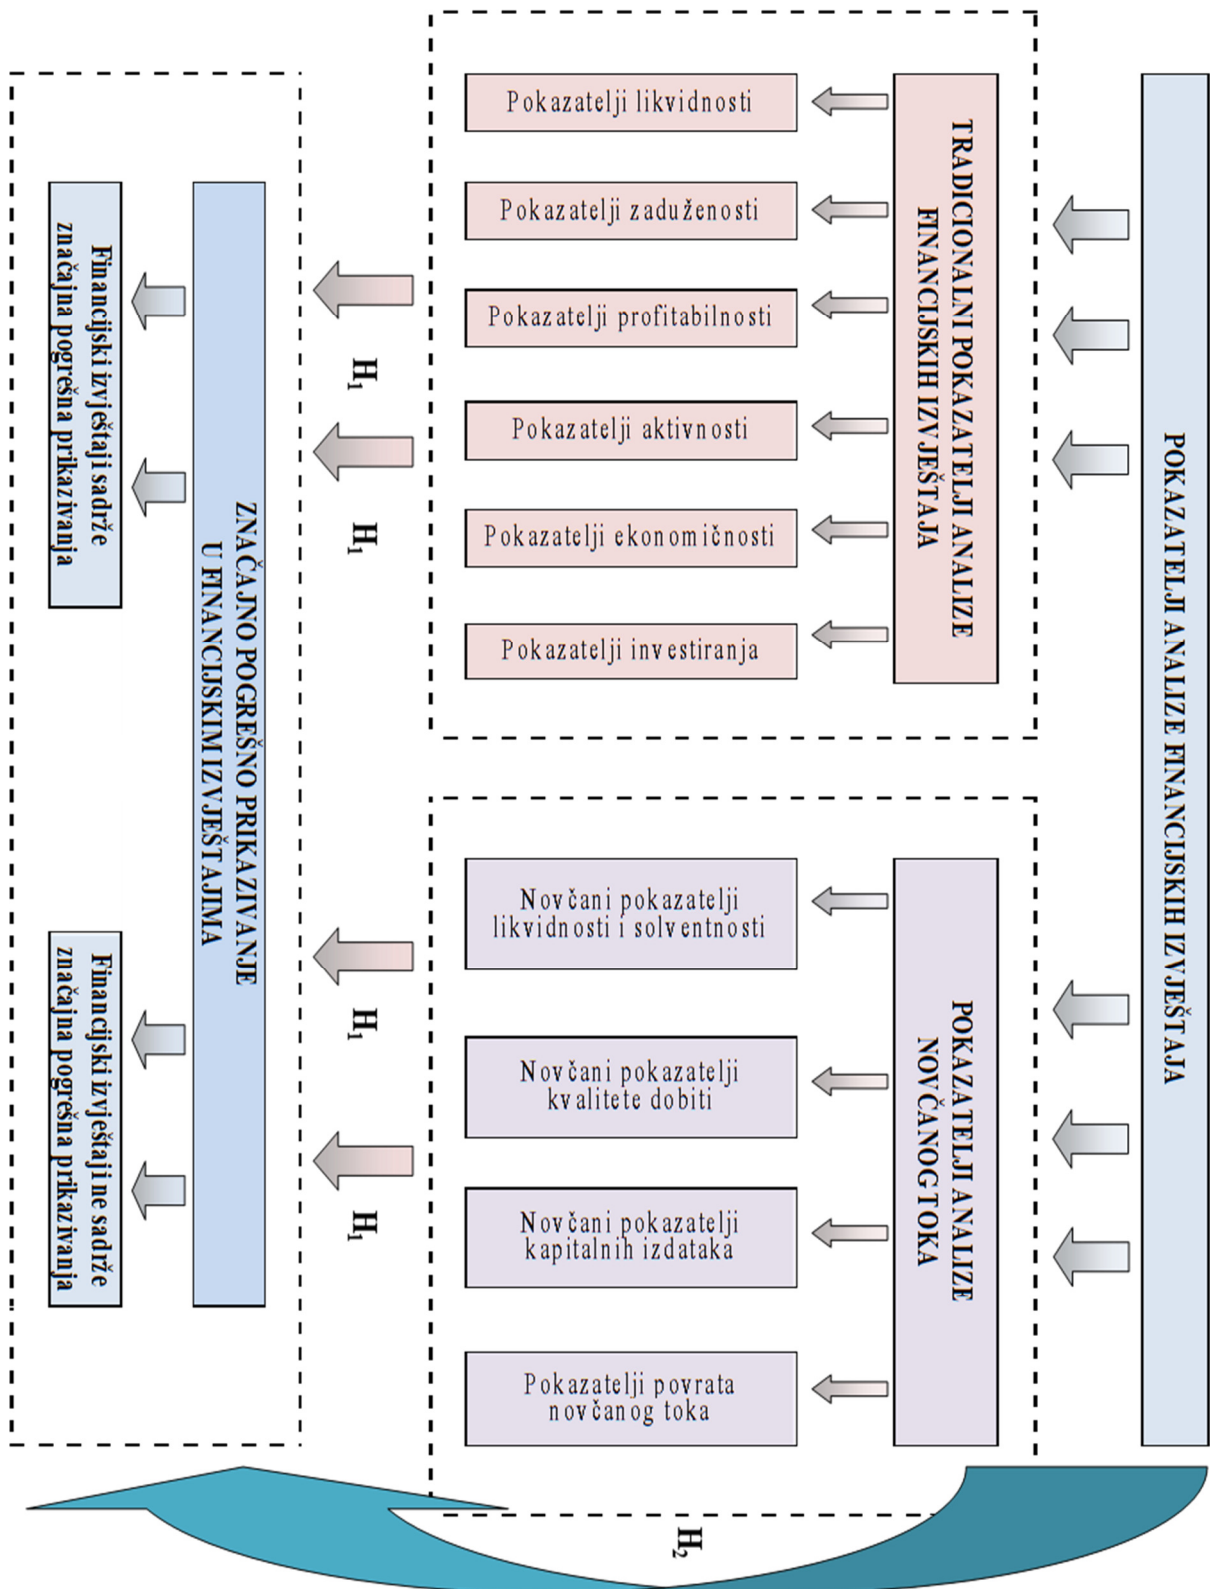 POKAZATELJI ANALIZE FINANCIJSKIH IZVJEŠTAJA
TRADICIONALNI POKAZATELJI ANALIZE
FINANCIJSKIH IZVJEŠTAJA
Pokazatelji likvidnosti
Pokazatelji zaduženosti
Pokazatelji profitabilnosti
Pokazatelji aktivnosti
Pokazatelji ekonomičnosti
Pokazatelji investiranja
POKAZATELJI ANALIZE
NOVČANOG TOKA
Novčani pokazatelji
likvidnosti i solventnosti
Novčani pokazatelji
kvalitete dobiti
Novčani pokazatelji
kapitalnih izdataka
Pokazatelji povrata
novčanog toka
H₁
H₁
H₁
H₁
H₂
ZNAČAJNO POGREŠNO PRIKAZIVANJE
U FINANCIJSKIM IZVJEŠTAJIMA
Financijski izvještaji sadrže
značajna pogrešna prikazivanja
Financijski izvještaji ne sadrže
značajna pogrešna prikazivanja